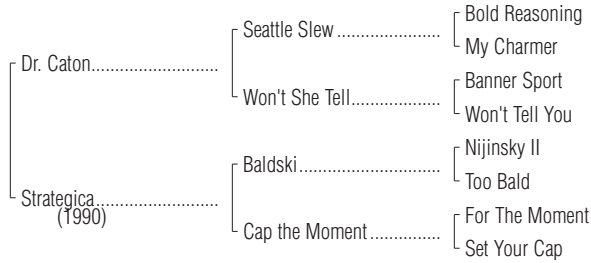 Bold Reasoning
Seattle Slew ........................
My Charmer
Dr. Caton.............................
Banner Sport
Won't She Tell.....................
Won't Tell You
Nijinsky II
Baldski.................................
Too Bald
Strategica............................
(1990)
For The Moment
Cap the Moment.................
Set Your Cap